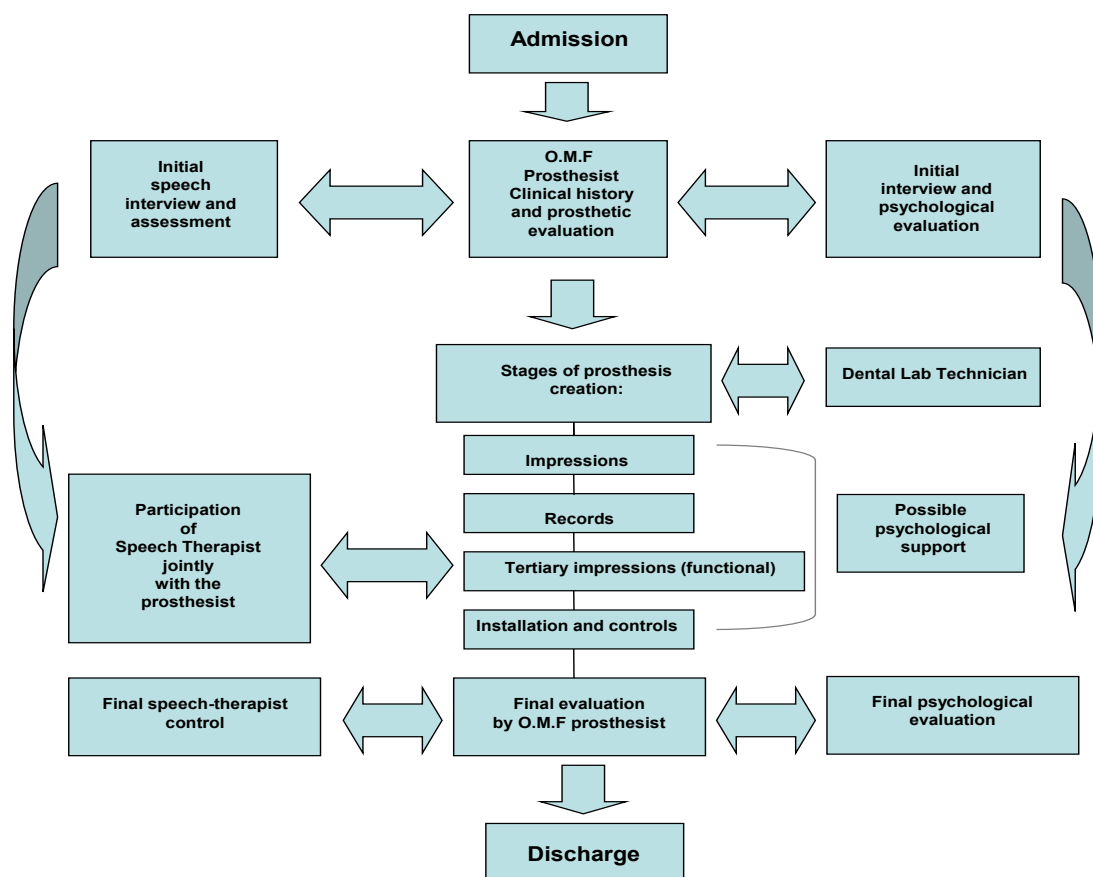 Admission
Initial
speech
interview and
assessment
O.M.F
Prosthesist
Clinical history
and prosthetic
evaluation
Initial
interview and
psychological
evaluation
Stages of prosthesis
creation:
Dental Lab Technician
Impressions
Records
Tertiary impressions (functional)
Installation and controls
Participation
of
Speech Therapist
jointly
with the
prosthesist
Possible
psychological
support
Final speech-therapist
control
Final evaluation
by O.M.F prosthesist
Final psychological
evaluation
Discharge